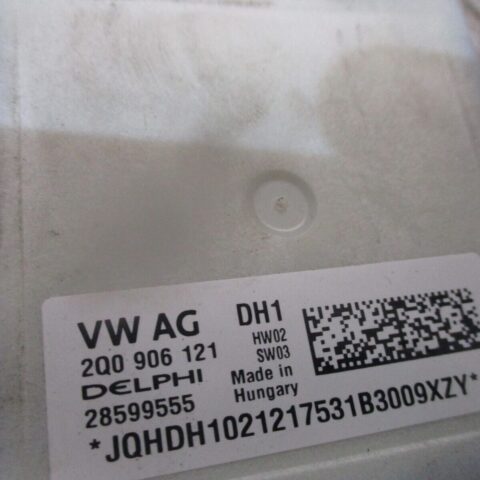 VW AG
DH1
2Q0 906 121
HW02
SW03
DELPHI
Made in
Hungary
28599555
*JQHDH1021217531B3009XZY*